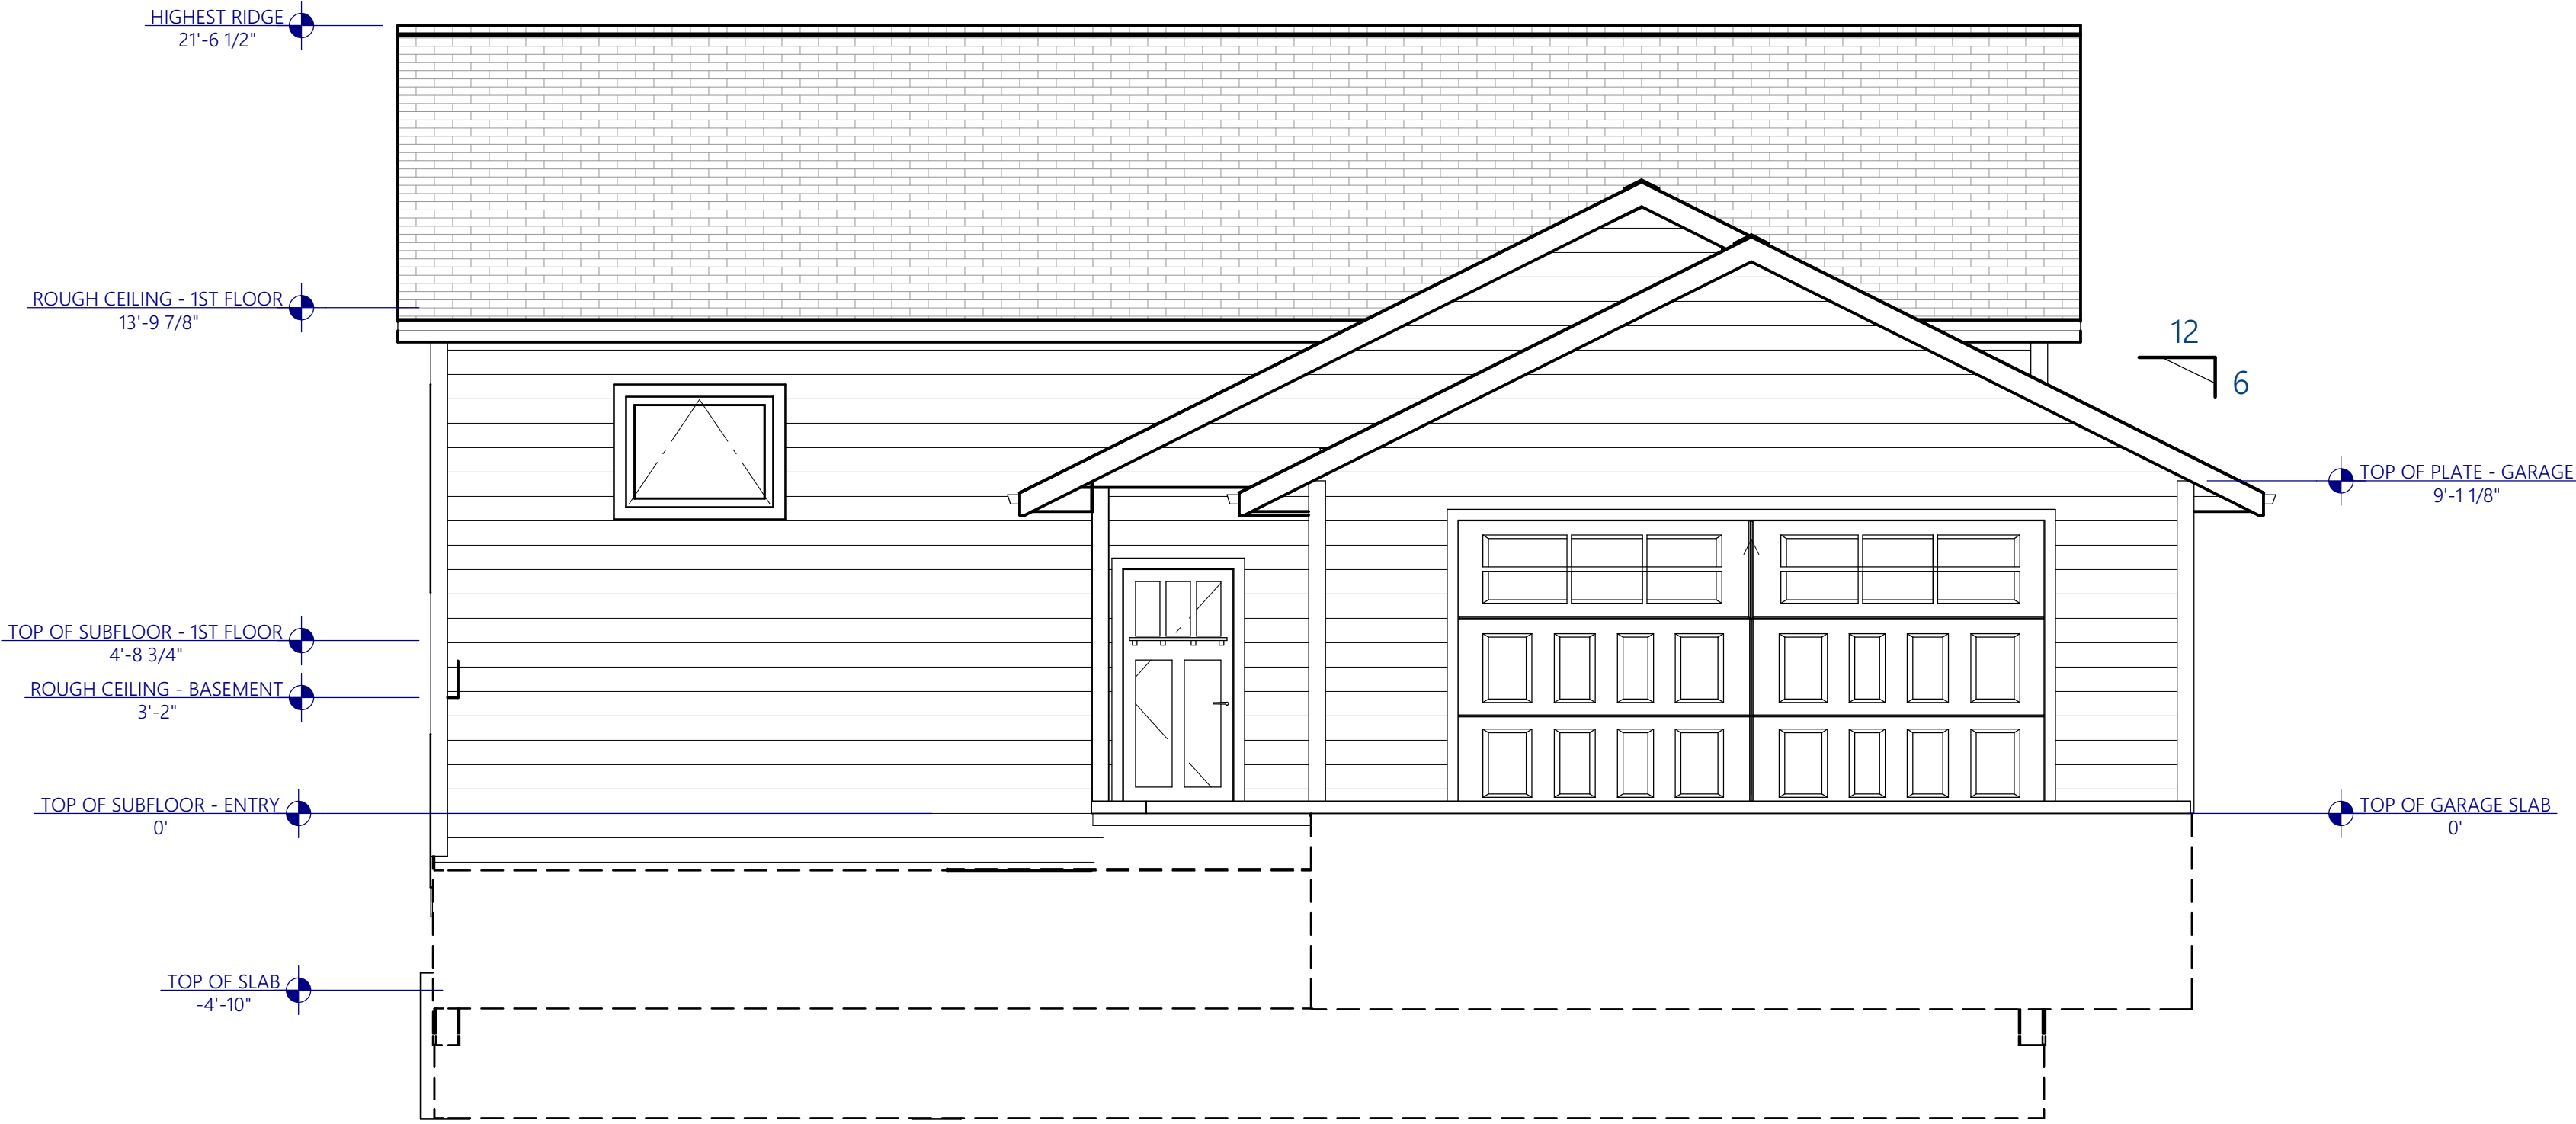 HIGHEST RIDGE
21'-6 1/2"
ROUGH CEILING - 1ST FLOOR
13'-9 7/8"
12
6
TOP OF PLATE - GARAGE
9'-1 1/8"
TOP OF SUBFLOOR - 1ST FLOOR
4'-8 3/4"
ROUGH CEILING - BASEMENT
3'-2"
TOP OF SUBFLOOR - ENTRY
0'
TOP OF GARAGE SLAB
0'
TOP OF SLAB
-4'-10"